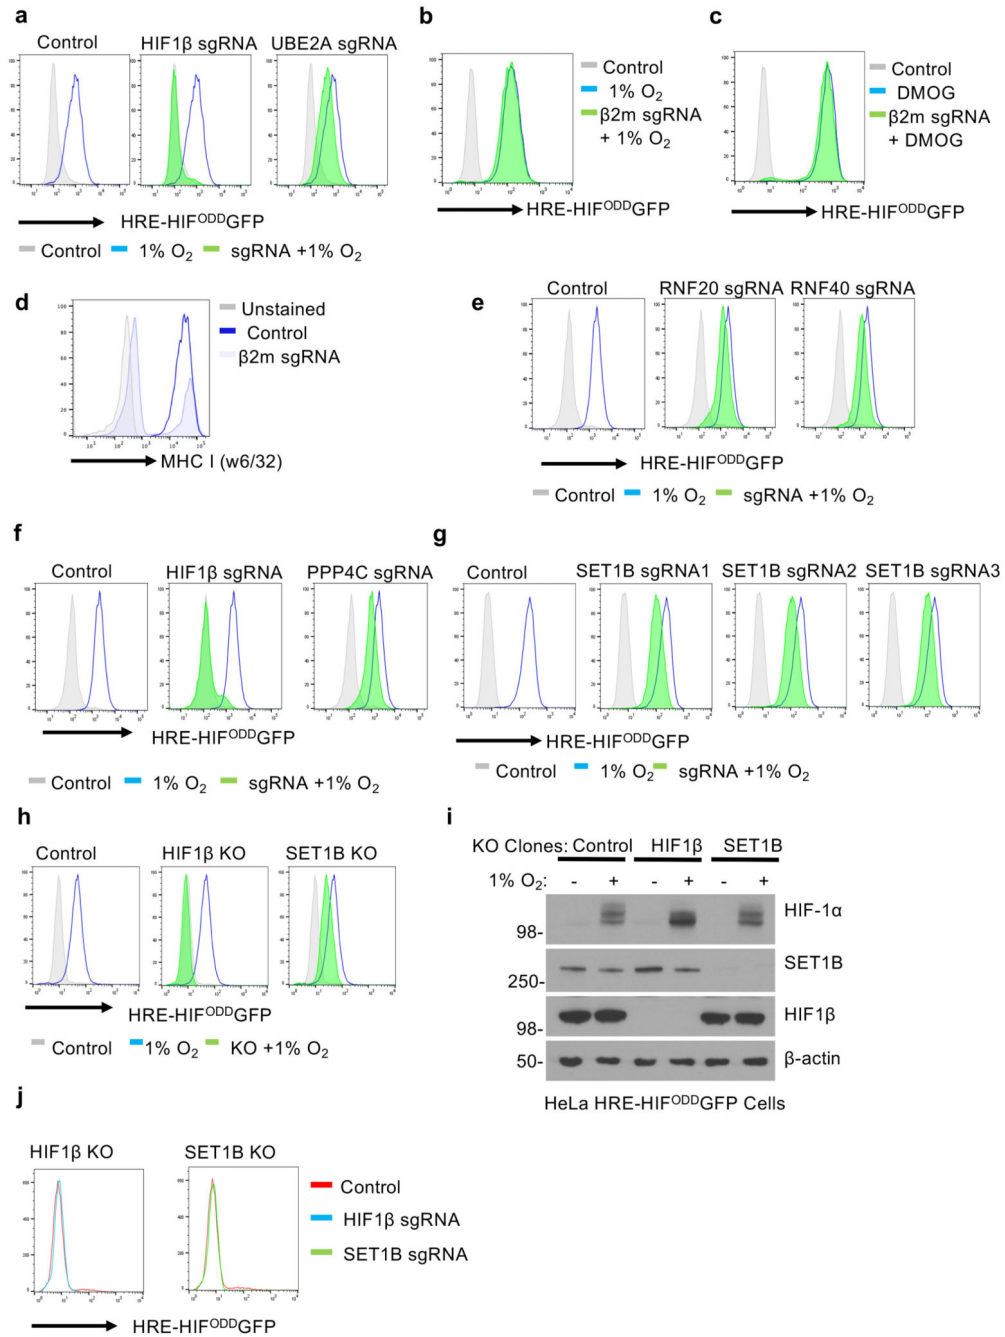 a
Control HIF1β sgRNA UBE2A sgRNA
HRE-HIF^ODD GFP
Control 1% O₂ sgRNA +1% O₂
b
Control
1% O₂
β2m sgRNA
+ 1% O₂
HRE-HIF^ODD GFP
c
Control
DMOG
β2m sgRNA
+ DMOG
HRE-HIF^ODD GFP
d
Unstained
Control
β2m sgRNA
MHC I (w6/32)
e
Control RNF20 sgRNA RNF40 sgRNA
HRE-HIF^ODD GFP
Control 1% O₂ sgRNA +1% O₂
f
Control HIF1β sgRNA PPP4C sgRNA
HRE-HIF^ODD GFP
Control 1% O₂ sgRNA +1% O₂
g
Control SET1B sgRNA1 SET1B sgRNA2 SET1B sgRNA3
HRE-HIF^ODD GFP
Control 1% O₂ sgRNA +1% O₂
h
Control HIF1β KO SET1B KO
HRE-HIF^ODD GFP
Control 1% O₂ KO +1% O₂
i
KO Clones: Control HIF1β SET1B
1% O₂: - + - + - +
HIF-1α
98-
SET1B
250-
HIF1β
98-
50- β-actin
HeLa HRE-HIF^ODD GFP Cells
j
HIF1β KO SET1B KO
Control
HIF1β sgRNA
SET1B sgRNA
HRE-HIF^ODD GFP